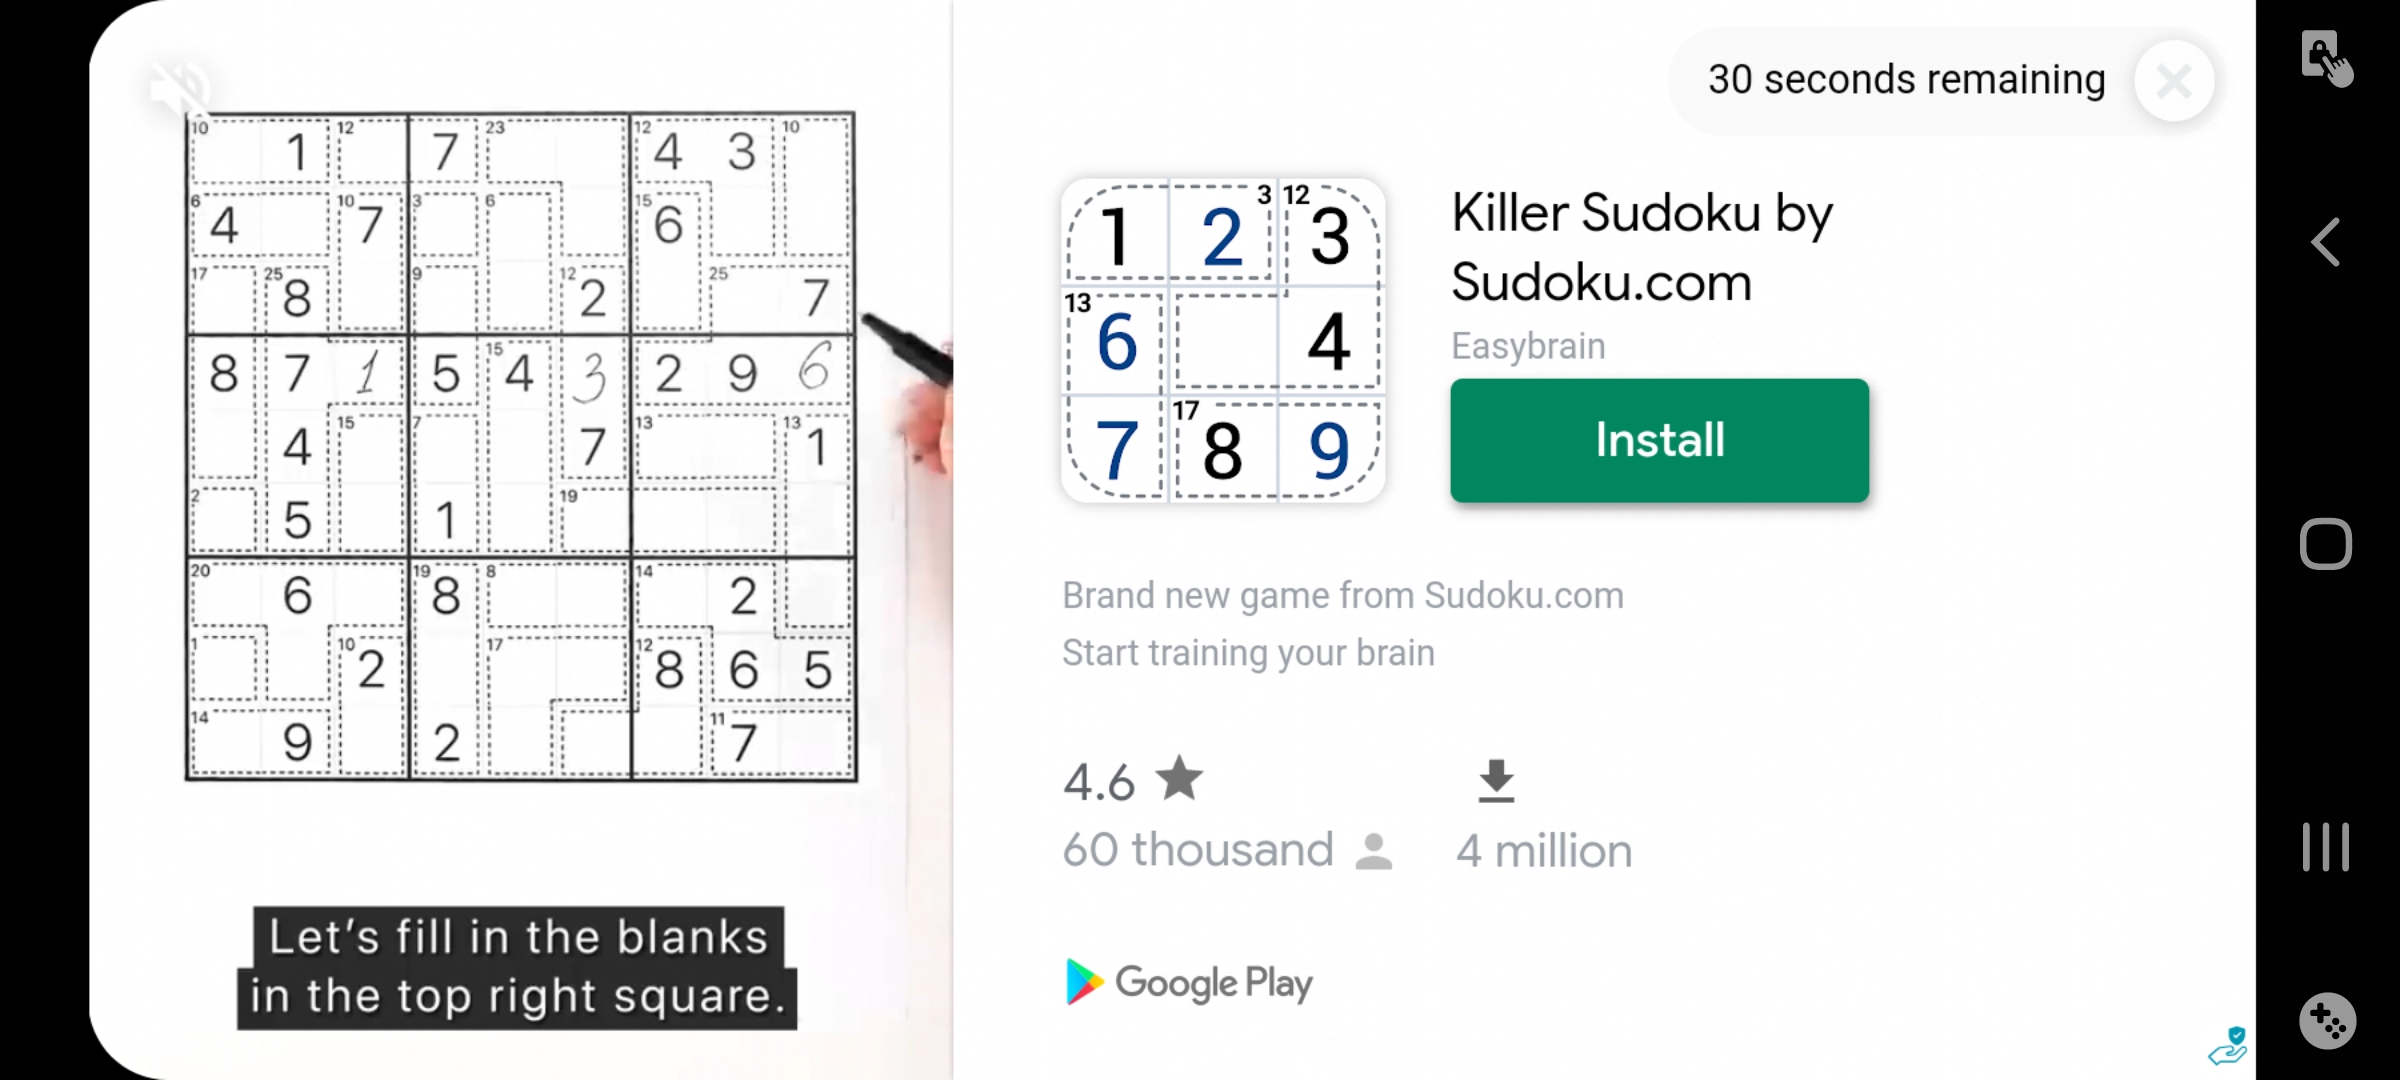 30 seconds remaining
10 1 12 7 23 12 4 3 10
6 4 10 7 3 6 15 6
17 25 8 9 12 2 25 7
8 7 1 5 15 4 3 2 9 6
4 15 7 7 13 13 1
2 5 1 19
20 6 19 8 8 14 2
1 10 2 17 12 8 6 5
14 9 2 11 7
Let's fill in the blanks
in the top right square.
1 2 3 12 3
13 6 4
7 17 8 9
Killer Sudoku by
Sudoku.com
Easybrain
Install
Brand new game from Sudoku.com
Start training your brain
4.6
60 thousand
4 million
Google Play